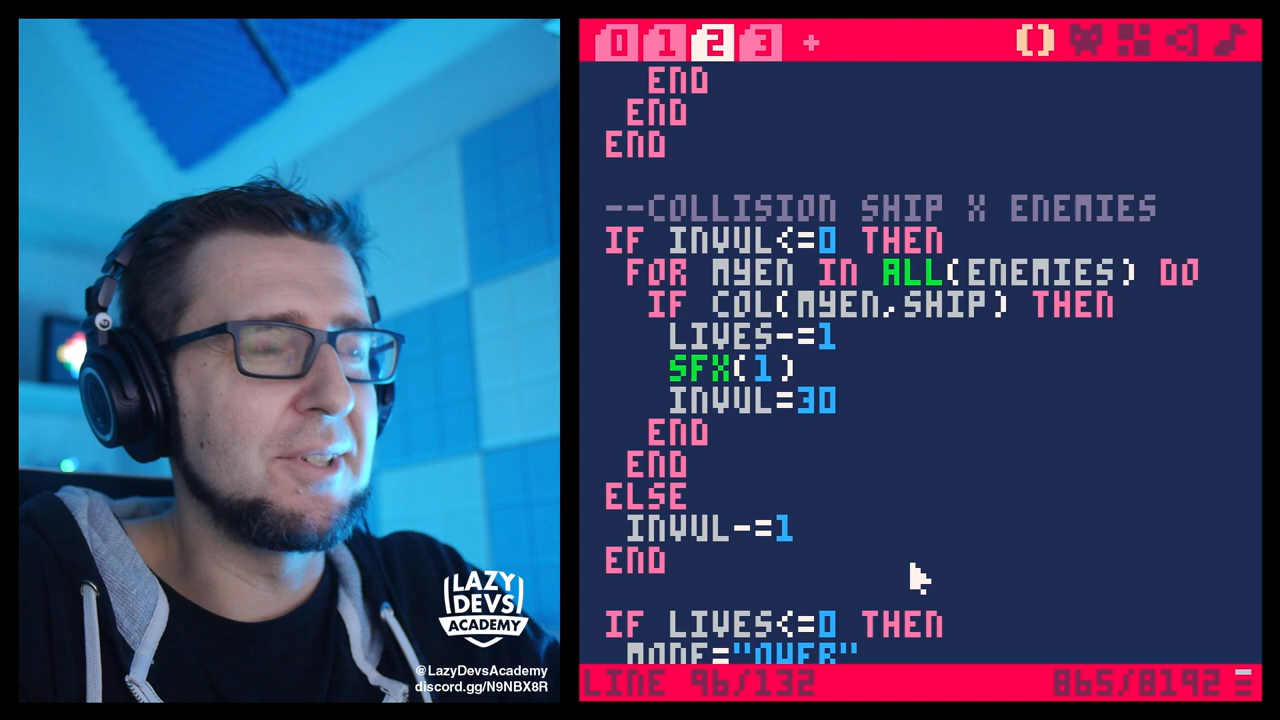 LAZY
DEVS
ACADEMY
@LazyDevsAcademy
discord.gg/N9NBX8R
0 1 2 3 +
END
END
END
--COLLISION SHIP X ENEMIES
IF INVUL<=0 THEN
FOR MYEN IN ALL(ENEMIES) DO
IF COL(MYEN,SHIP) THEN
LIVES-=1
SFX(1)
INVUL=30
END
END
ELSE
INVUL-=1
END
IF LIVES<=0 THEN
MODE="OVER"
LINE 96/132
865/8192